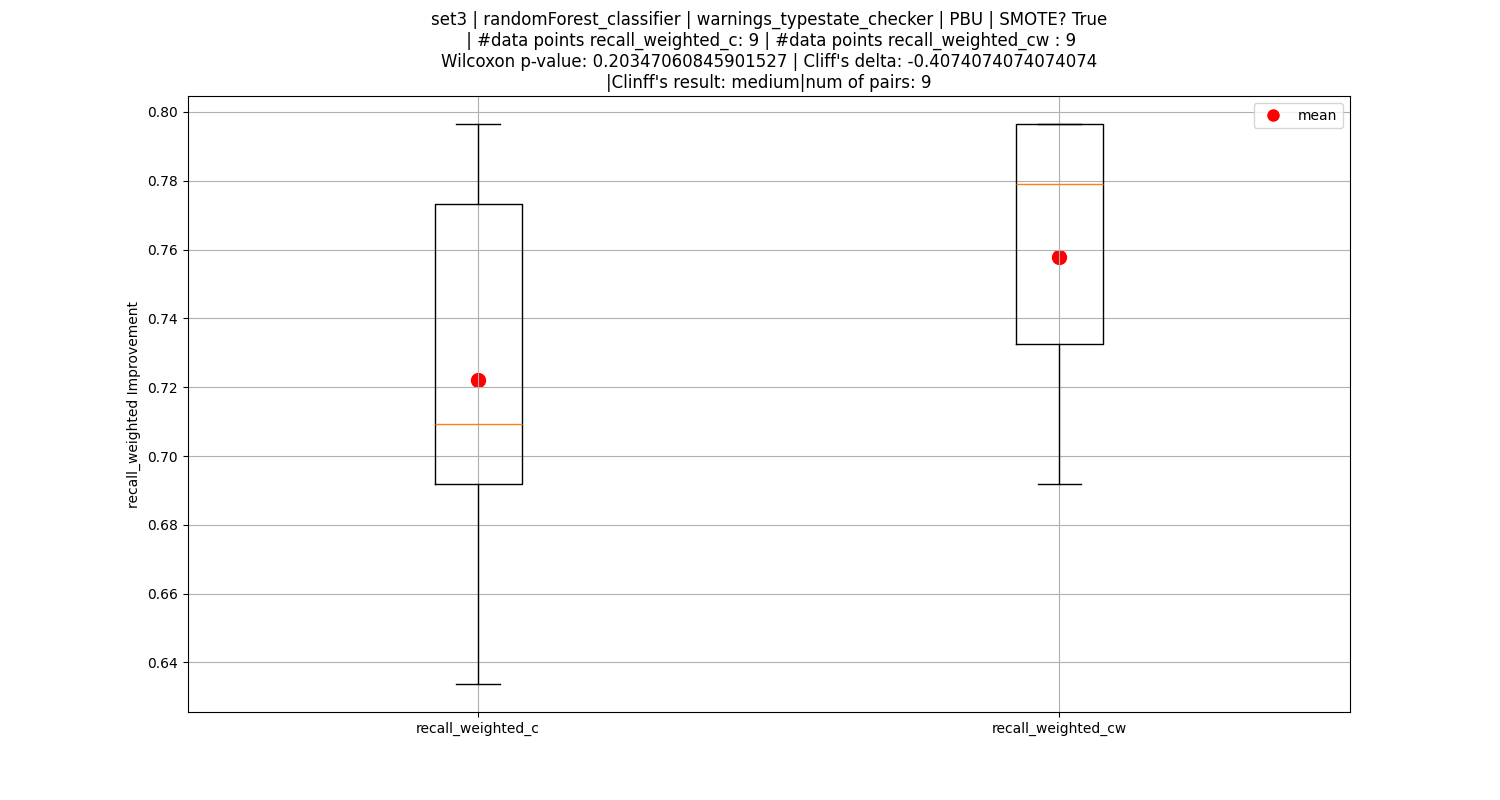 set3 | randomForest_classifier | warnings_typestate_checker | PBU | SMOTE? True
| #data points recall_weighted_c: 9 | #data points recall_weighted_cw : 9
Wilcoxon p-value: 0.20347060845901527 | Cliff's delta: -0.4074074074074074
|Clinff's result: medium|num of pairs: 9
mean
0.80
0.78
0.76
0.74
0.72
0.70
0.68
0.66
0.64
recall_weighted Improvement
recall_weighted_c
recall_weighted_cw